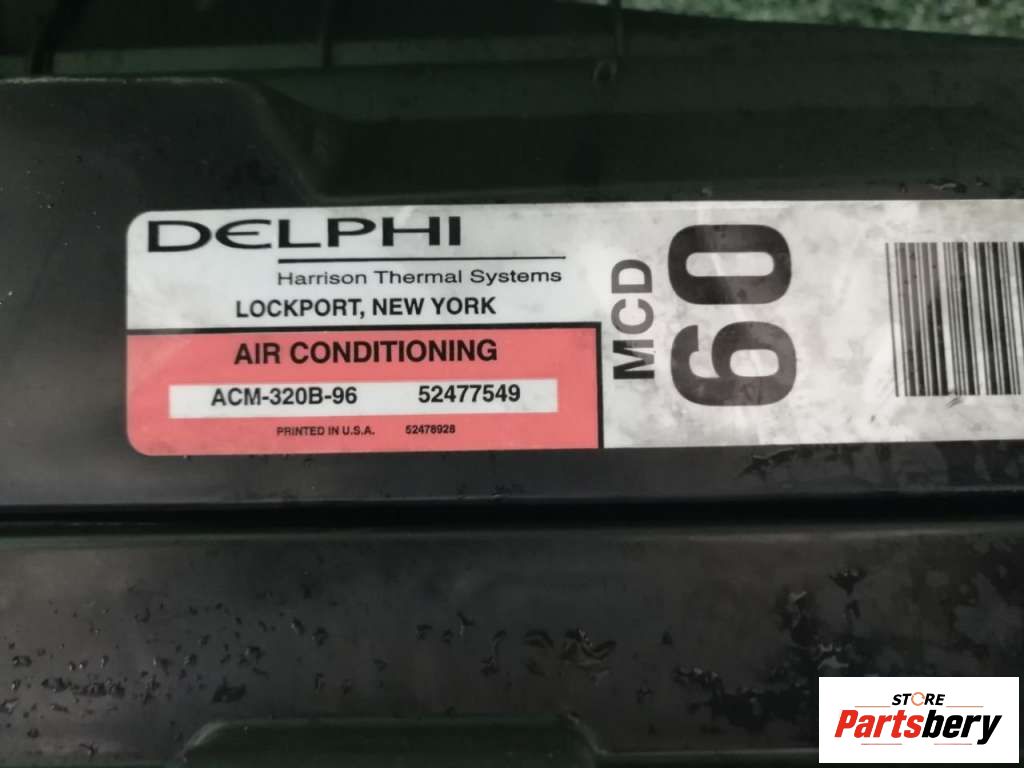 DELPHI
Harrison Thermal Systems
LOCKPORT, NEW YORK
AIR CONDITIONING
ACM-320B-96 52477549
PRINTED IN U.S.A. 52478928
MCD
60
STORE
Partsbery